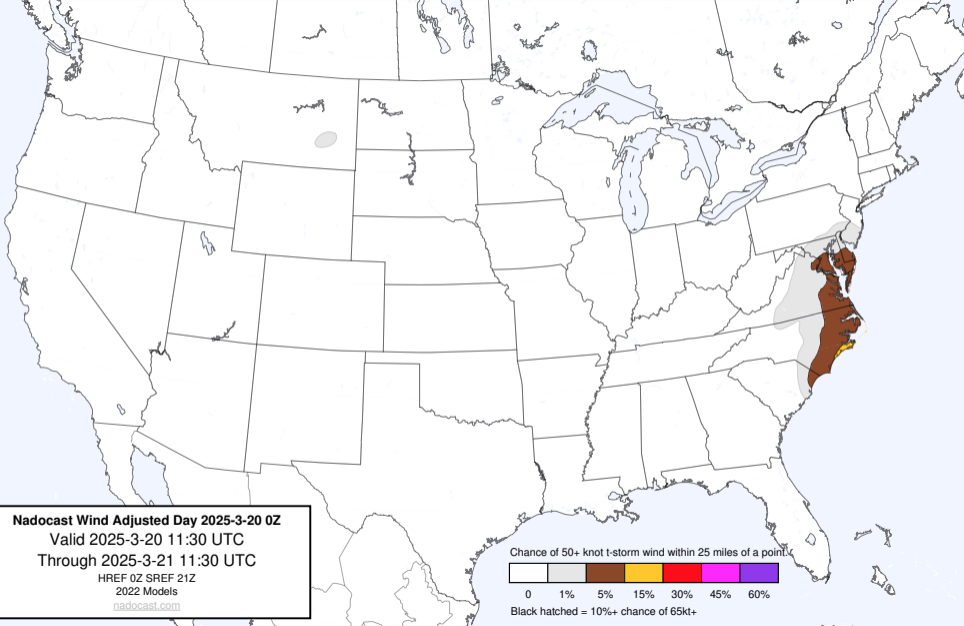 Nadocast Wind Adjusted Day 2025-3-20 0Z
Valid 2025-3-20 11:30 UTC
Through 2025-3-21 11:30 UTC
HREF 0Z SREF 21Z
2022 Models
nadocast.com
Chance of 50+ knot t-storm wind within 25 miles of a point.
0 1% 5% 15% 30% 45% 60%
Black hatched = 10%+ chance of 65kt+